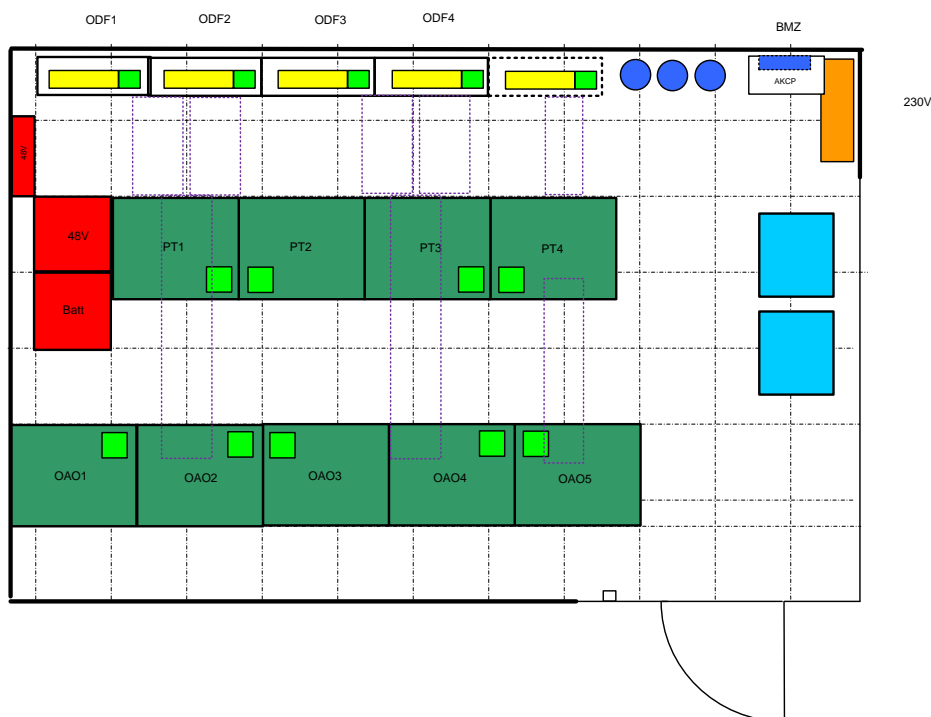 ODF1
ODF2
ODF3
ODF4
BMZ
AKCP
230V
48V
48V
PT1
PT2
PT3
PT4
Batt
OAO1
OAO2
OAO3
OAO4
OAO5